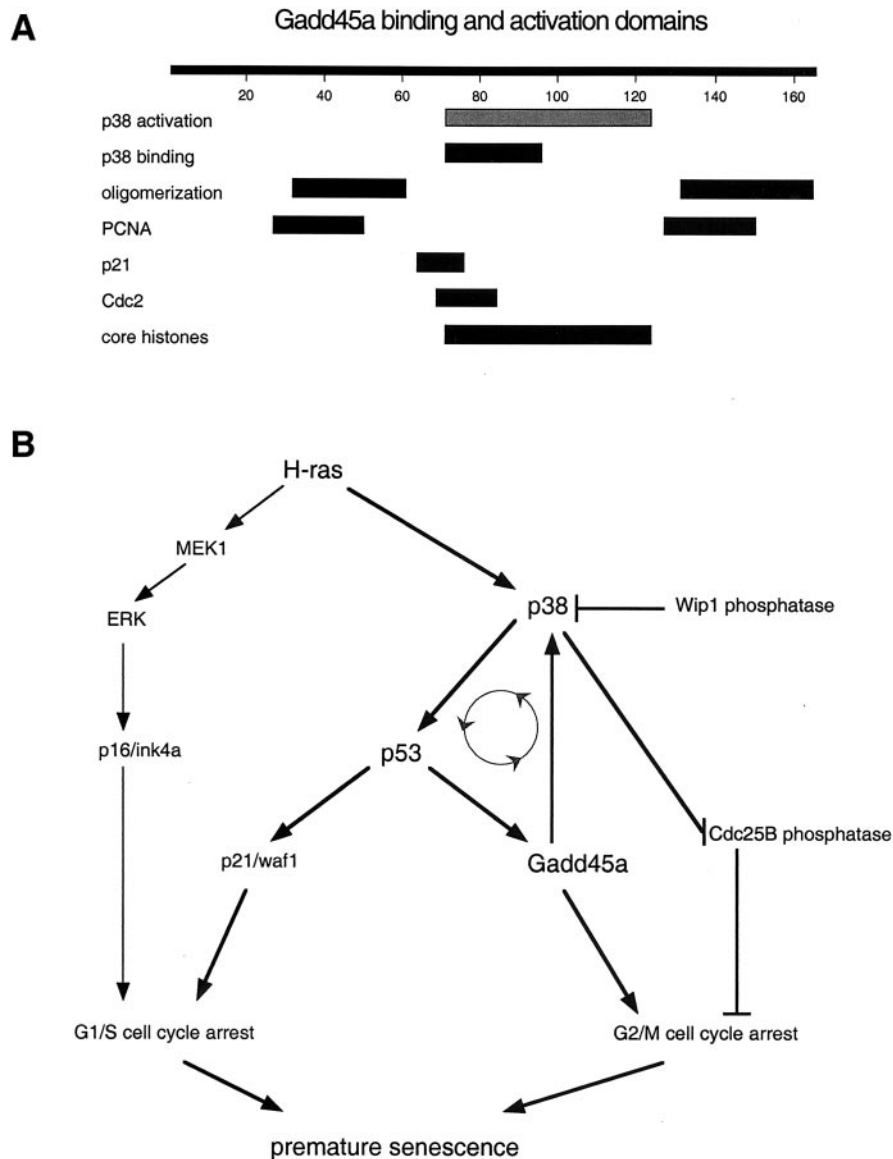 A
Gadd45a binding and activation domains
20 40 60 80 100 120 140 160
p38 activation
p38 binding
oligomerization
PCNA
p21
Cdc2
core histones
B
H-ras
MEK1
ERK
p38
Wip1 phosphatase
p16/ink4a
p53
p21/waf1
Gadd45a
Cdc25B phosphatase
G1/S cell cycle arrest
G2/M cell cycle arrest
premature senescence